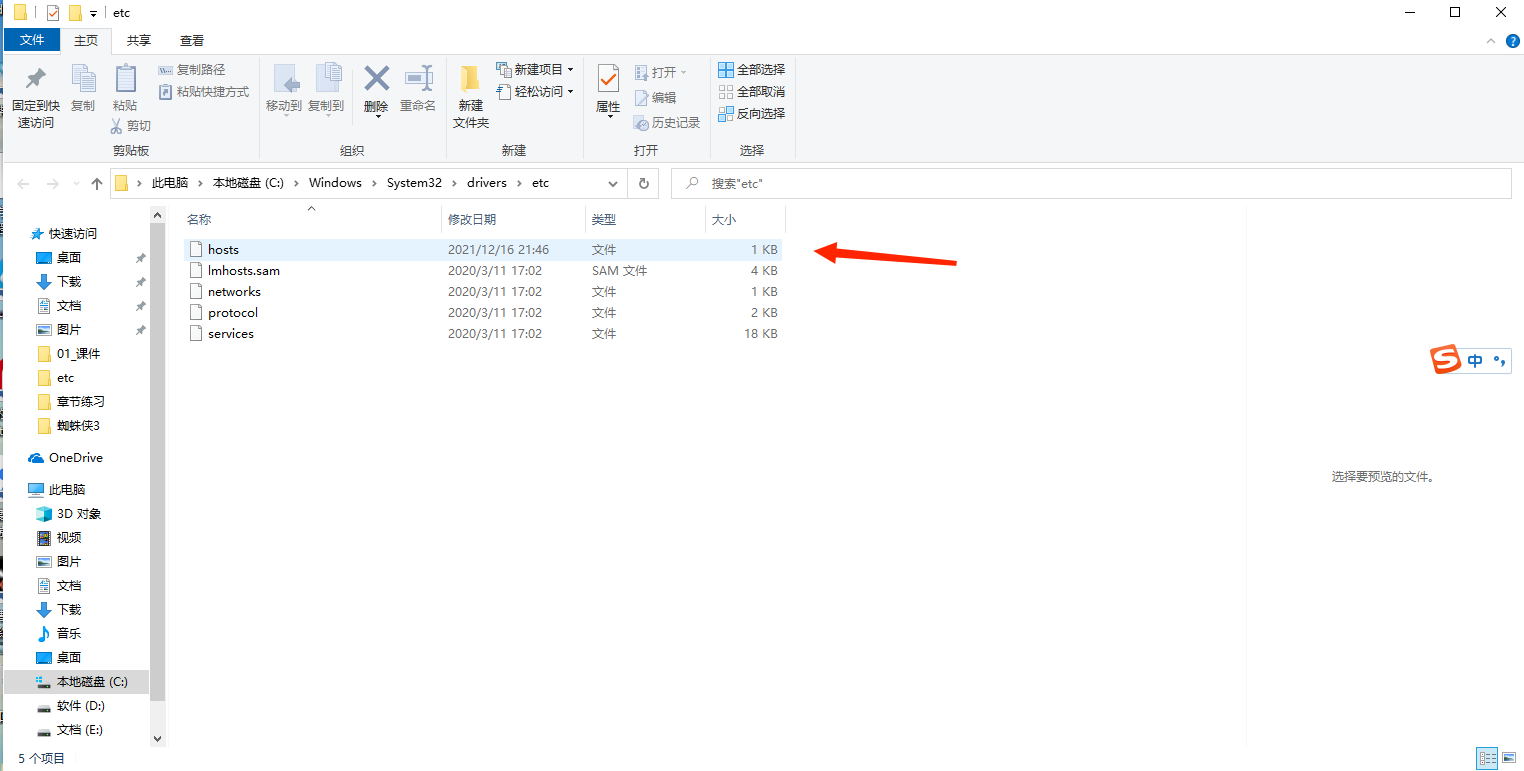 etc
文件 主页 共享 查看
固定到快速访问
复制
粘贴
复制路径
粘贴快捷方式
剪切
剪贴板
移动到
复制到
删除
重命名
组织
新建文件夹
新建项目
轻松访问
新建
属性
打开
编辑
历史记录
打开
全部选择
全部取消
反向选择
选择
此电脑 › 本地磁盘 (C:) › Windows › System32 › drivers › etc
搜索"etc"
名称 修改日期 类型 大小
hosts 2021/12/16 21:46 文件 1 KB
lmhosts.sam 2020/3/11 17:02 SAM 文件 4 KB
networks 2020/3/11 17:02 文件 1 KB
protocol 2020/3/11 17:02 文件 2 KB
services 2020/3/11 17:02 文件 18 KB
快速访问
桌面
下载
文档
图片
01_课件
etc
章节练习
蜘蛛侠3
OneDrive
此电脑
3D 对象
视频
图片
文档
下载
音乐
桌面
本地磁盘 (C:)
软件 (D:)
文档 (E:)
S 中 °,
选择要预览的文件。
5 个项目